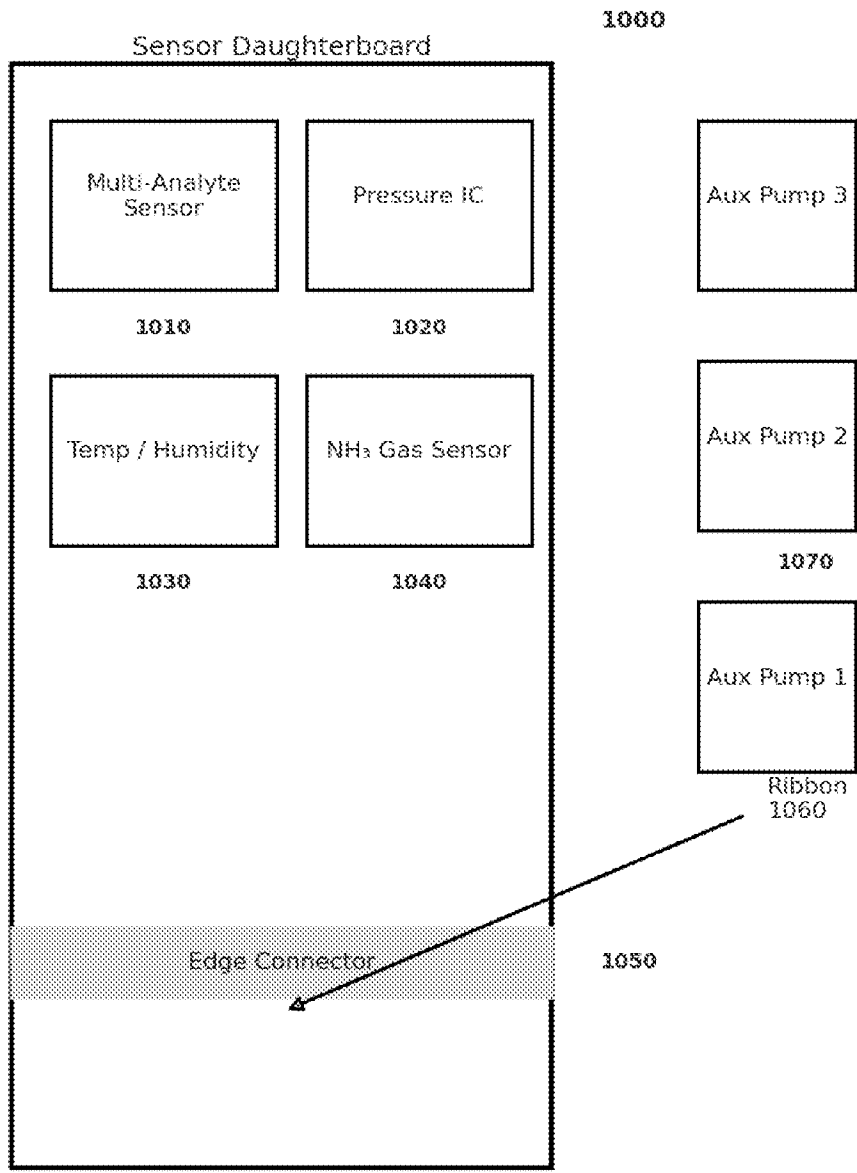 1000
Sensor Daughterboard
Multi-Analyte
Sensor
Pressure IC
Aux Pump 3
1010
1020
Temp / Humidity
NH₃ Gas Sensor
Aux Pump 2
1030
1040
1070
Aux Pump 1
Ribbon
1060
Edge Connector
1050